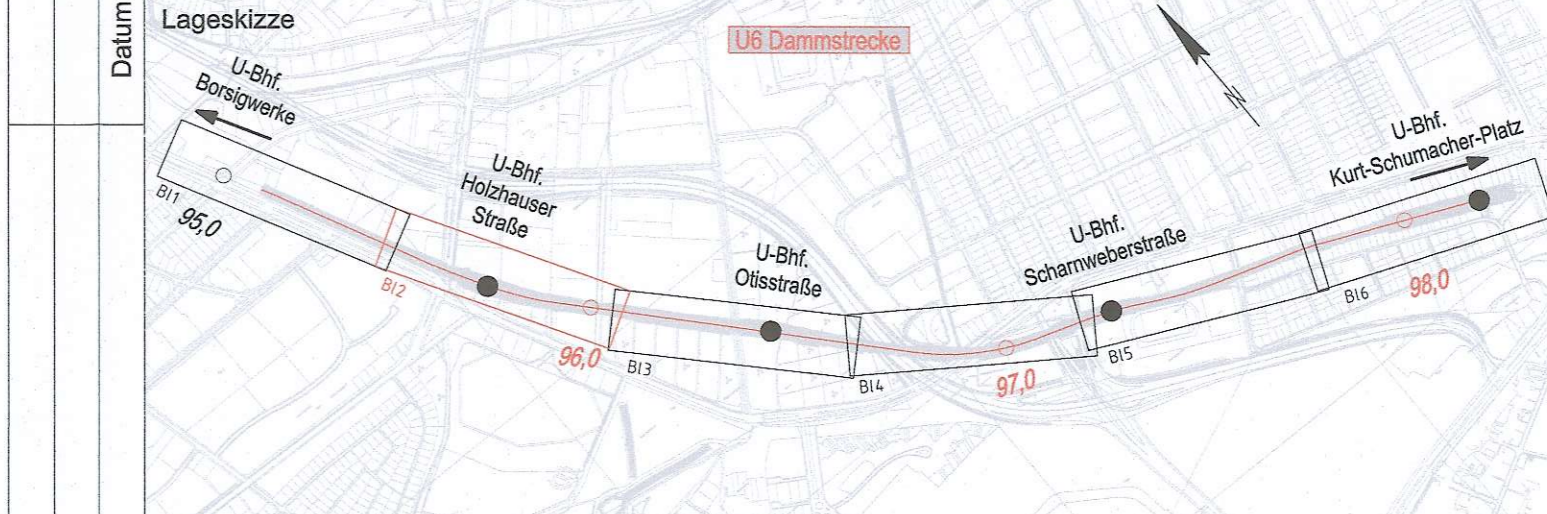 Datum
Lageskizze
U6 Dammstrecke
U-Bhf.
Borsigwerke
Bl1
95,0
U-Bhf.
Holzhauser
Straße
Bl2
96,0
U-Bhf.
Otisstraße
Bl3
Bl4
U-Bhf.
Scharnweberstraße
97,0
Bl5
N
U-Bhf.
Kurt-Schumacher-Platz
Bl6
98,0